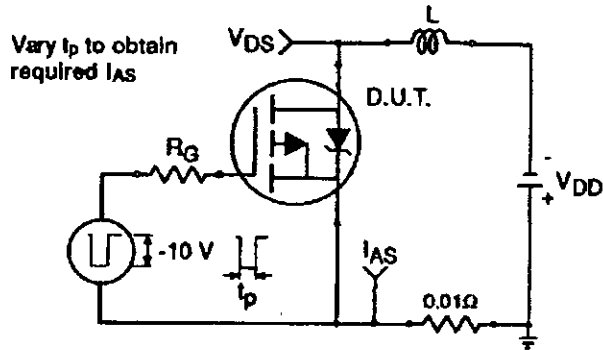 Vary tp to obtain
required IAS
VDS
L
D.U.T.
RG
-
VDD
+
-10 V
tp
IAS
0.01Ω